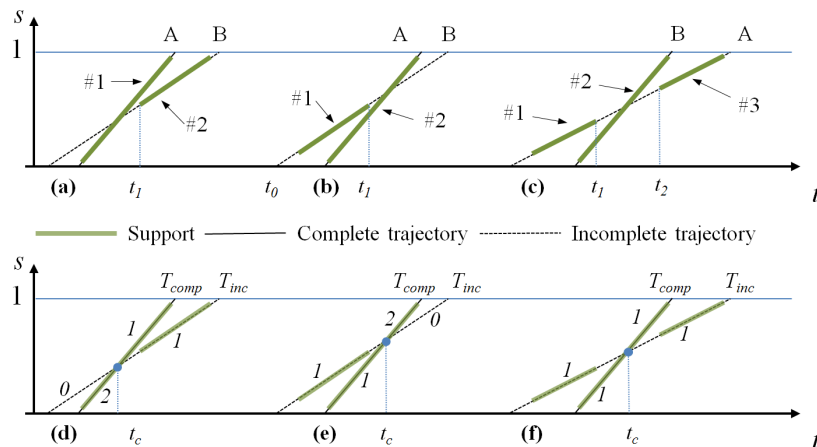 s
A B A B B A
1
#1 #2 #1 #2 #1 #2 #3
(a) t1 t0 (b) t1 (c) t1 t2 t
Support Complete trajectory Incomplete trajectory
s
Tcomp Tinc Tcomp Tinc Tcomp Tinc
1
1 1 0 2 2 0 1 1 1 1 1 1
(d) tc (e) tc (f) tc t